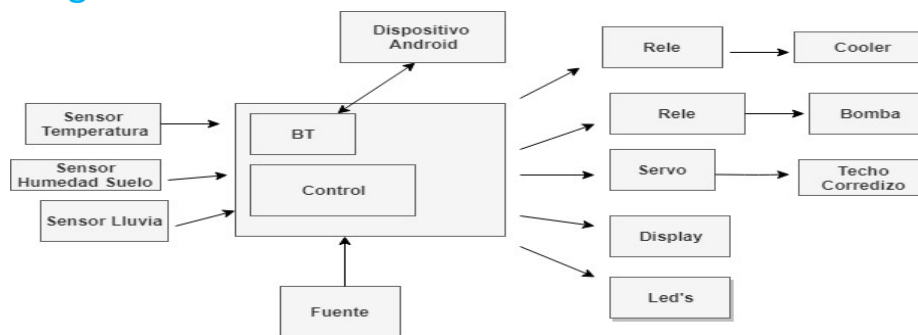 Dispositivo
Android
Rele
Cooler
Sensor
Temperatura
BT
Rele
Bomba
Sensor
Humedad Suelo
Control
Servo
Techo
Corredizo
Sensor Lluvia
Display
Fuente
Led's